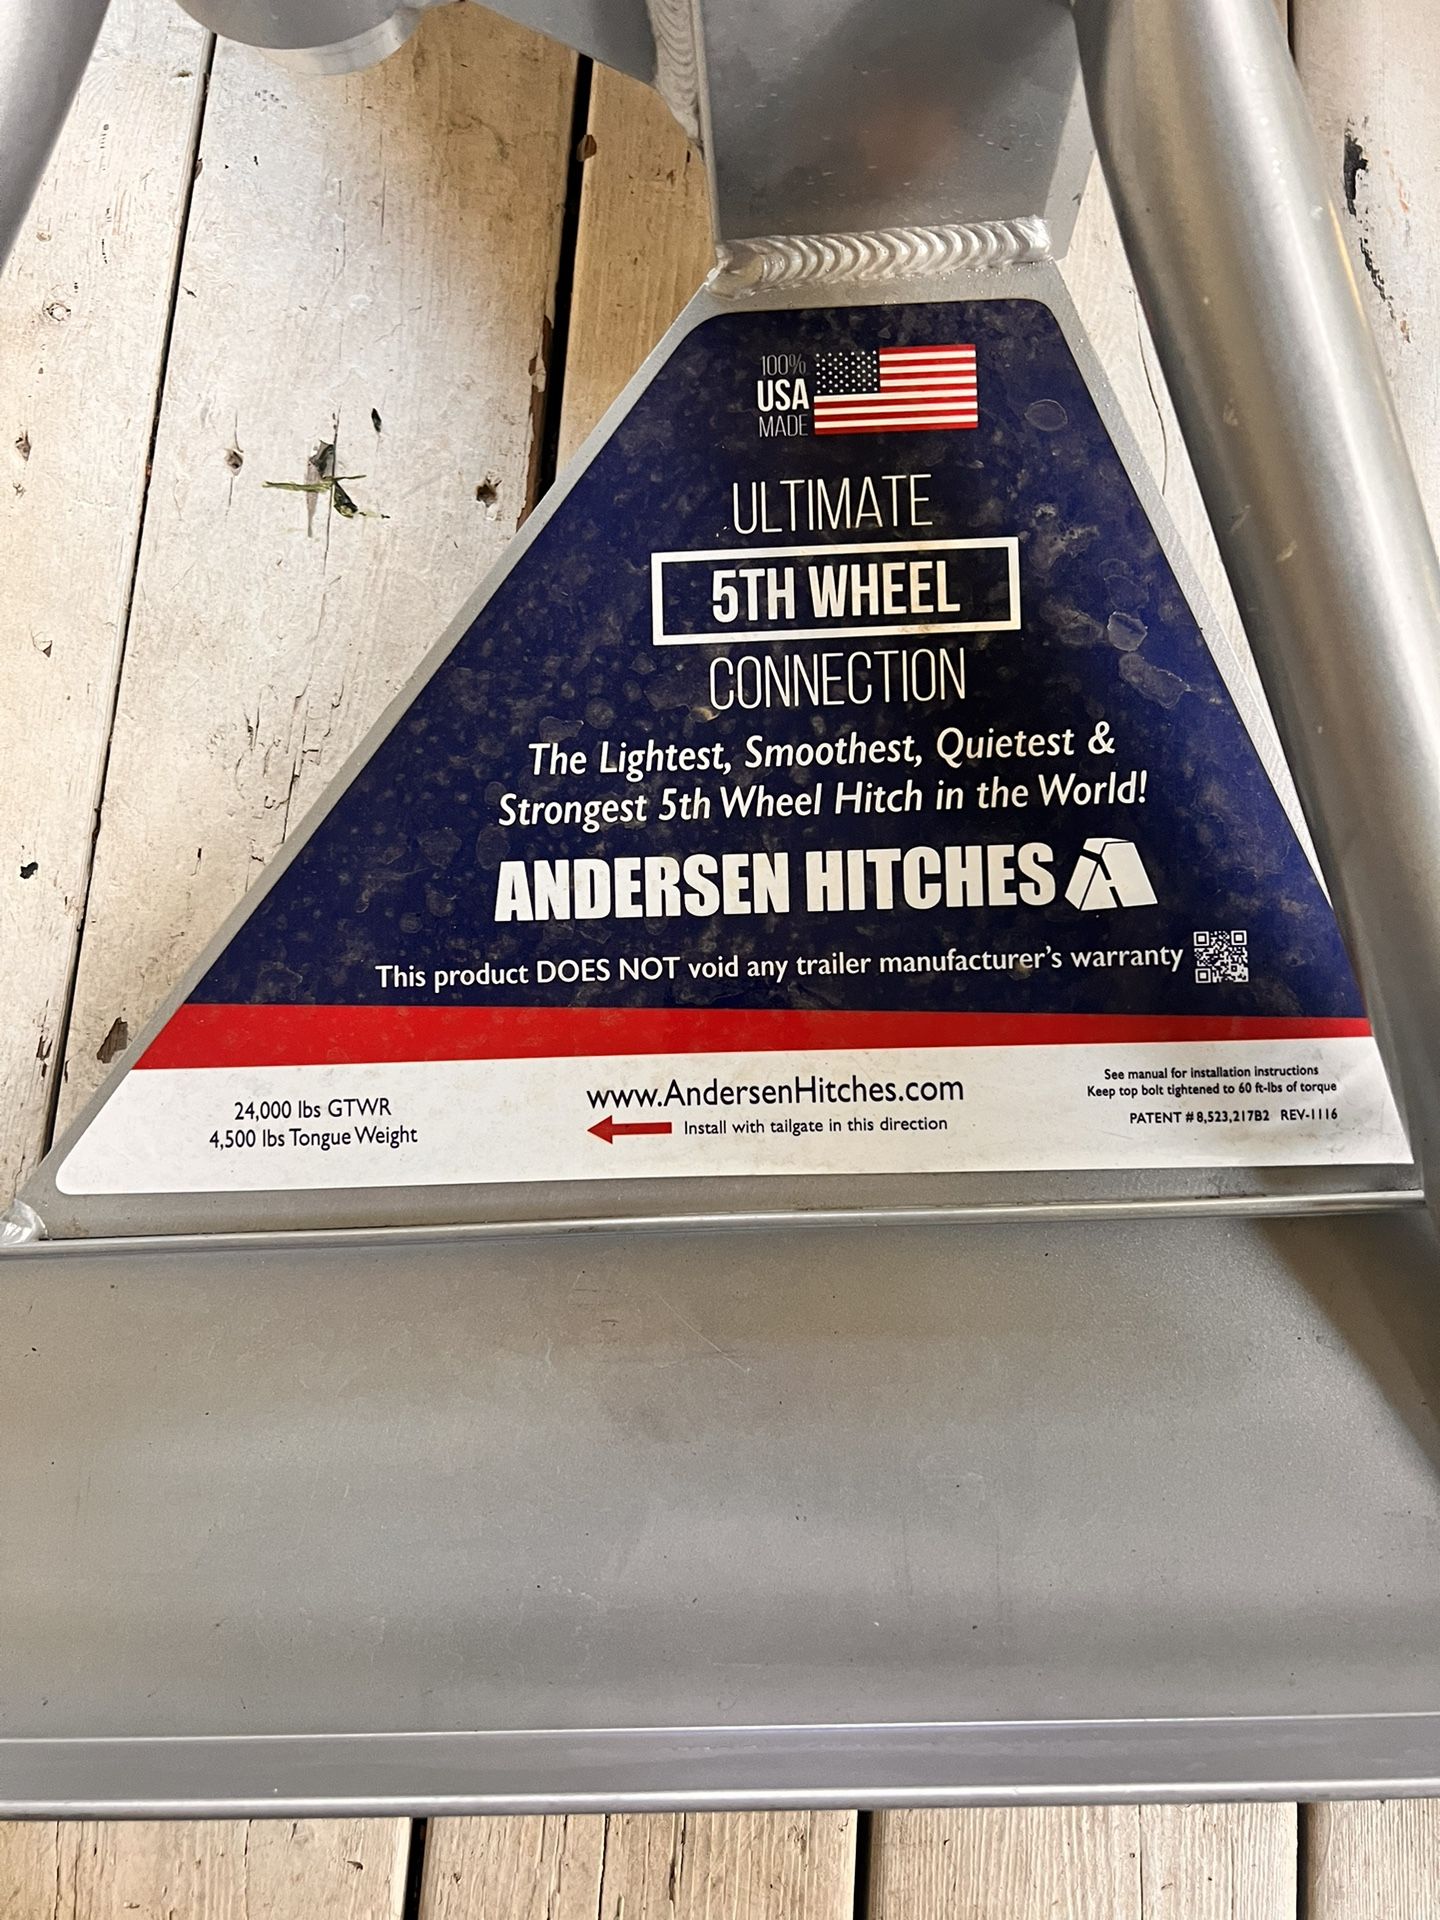 100%
USA
MADE
ULTIMATE
5TH WHEEL
CONNECTION
The Lightest, Smoothest, Quietest &
Strongest 5th Wheel Hitch in the World!
ANDERSEN HITCHES
This product DOES NOT void any trailer manufacturer's warranty
24,000 lbs GTWR
4,500 lbs Tongue Weight
www.AndersenHitches.com
Install with tailgate in this direction
See manual for installation instructions
Keep top bolt tightened to 60 ft-lbs of torque
PATENT # 8,523,217B2 REV-1116